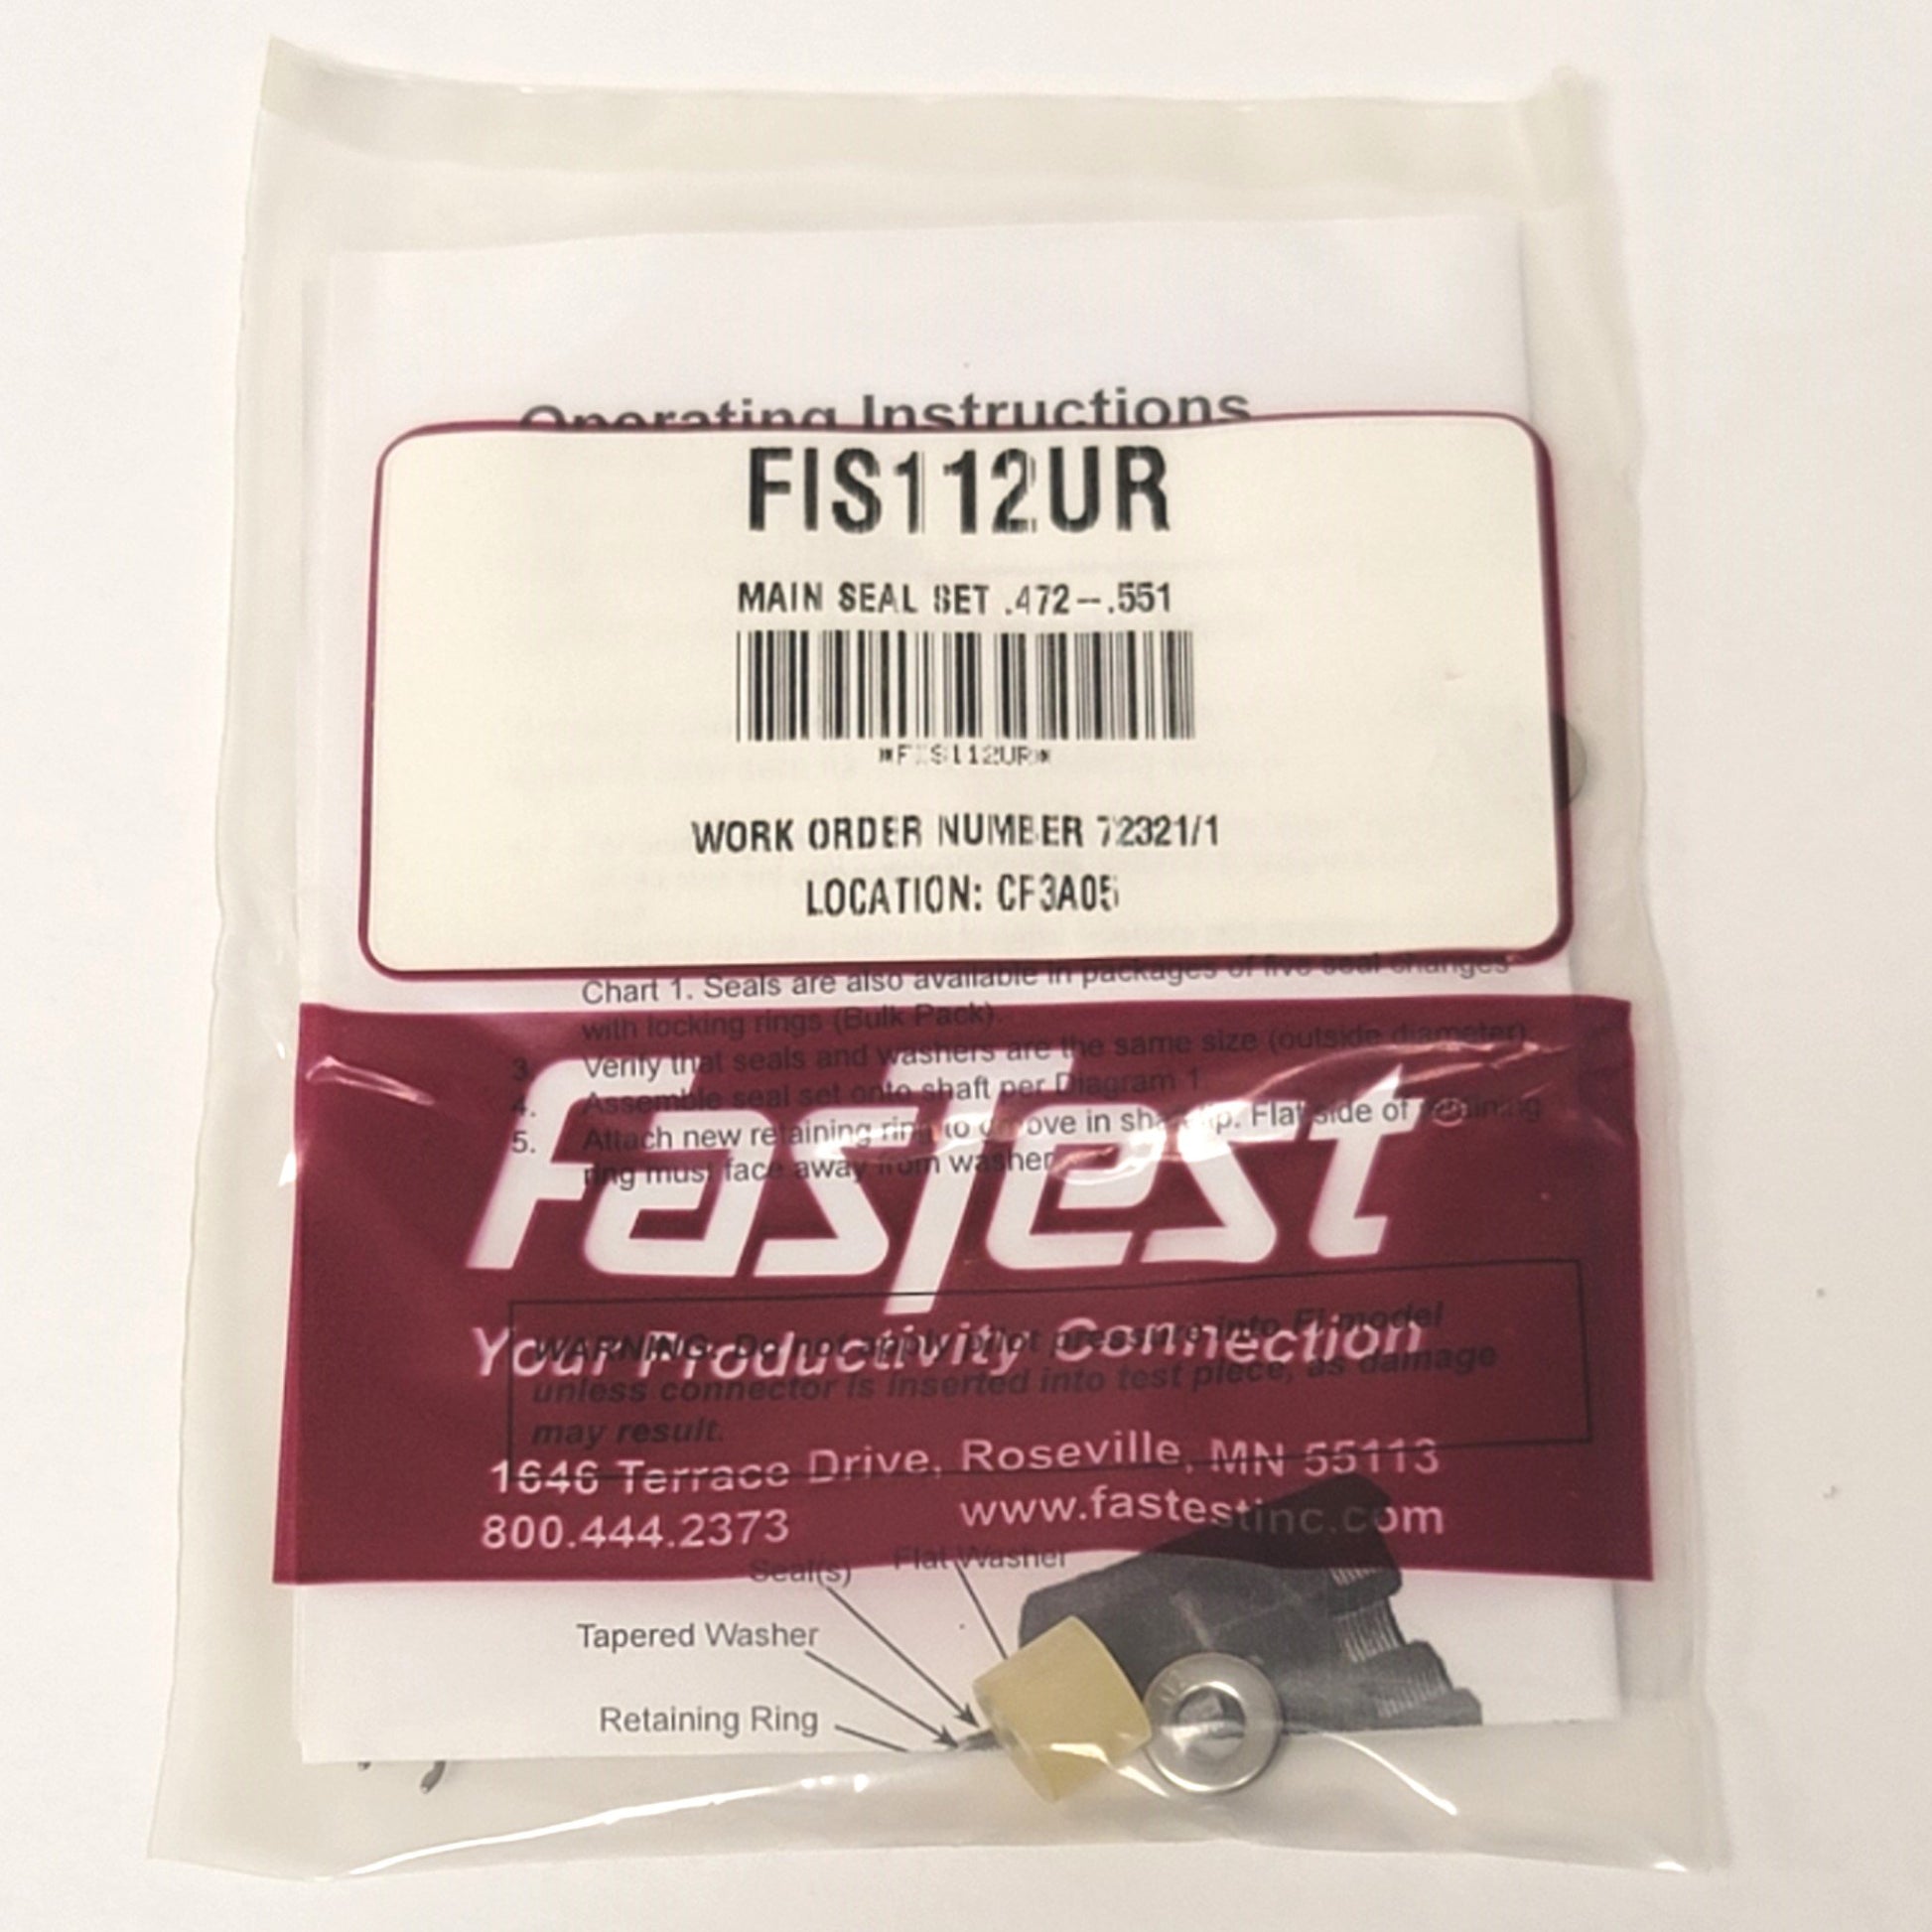 Operating Instructions
FIS112UR
MAIN SEAL SET .472-.551
*FIS112UR*
WORK ORDER NUMBER 72321/1
LOCATION: CF3A05
Chart 1. Seals are also available in packages of five seal changes
with locking rings (Bulk Pack).
3. Verify that seals and washers are the same size (outside diameter)
4. Assemble seal set onto shaft per Diagram 1
5. Attach new retaining ring to groove in shaft tip. Flat side of retaining
ring must face away from washer
FasTest®
WARNING: Do not apply pilot pressure into FI model
unless connector is inserted into test piece, as damage
may result.
Your Productivity Connection
1646 Terrace Drive, Roseville, MN 55113
800.444.2373 www.fastestinc.com
Seal(s) Flat Washer
Tapered Washer
Retaining Ring